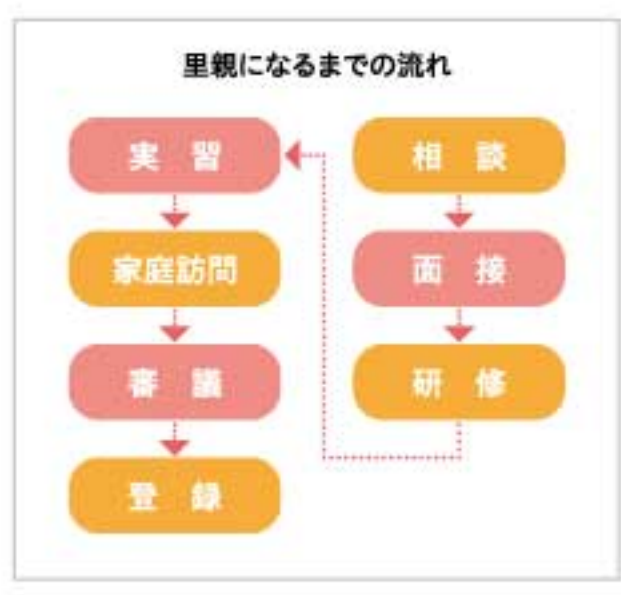 里親になるまでの流れ
相談
面接
研修
実習
家庭訪問
審議
登録